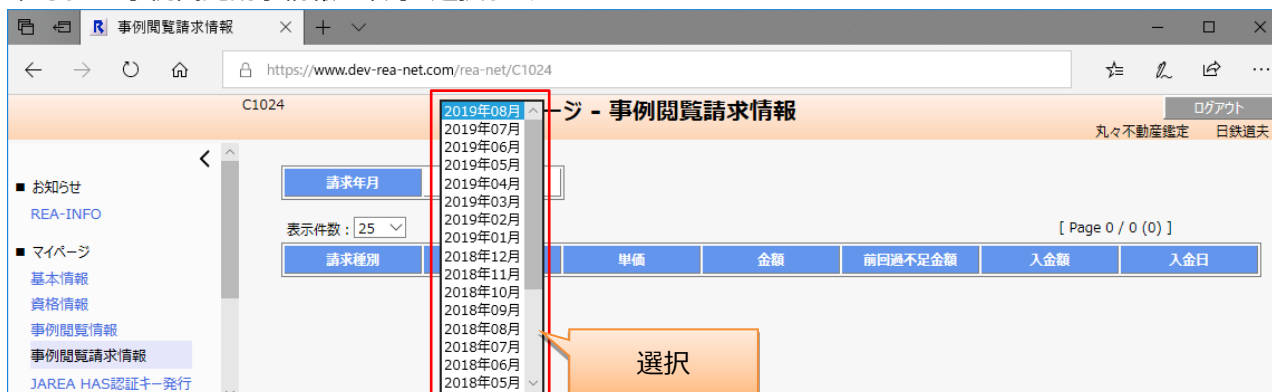 事例閲覧請求情報
https://www.dev-rea-net.com/rea-net/C1024
C1024
ージ - 事例閲覧請求情報
ログアウト
丸々不動産鑑定 日鉄道夫
■ お知らせ
REA-INFO
■ マイページ
基本情報
資格情報
事例閲覧情報
事例閲覧請求情報
JAREA HAS認証キー発行
請求年月
2019年08月
2019年07月
2019年06月
2019年05月
2019年04月
2019年03月
2019年02月
2019年01月
2018年12月
2018年11月
2018年10月
2018年09月
2018年08月
2018年07月
2018年06月
2018年05月
表示件数 : 25
[ Page 0 / 0 (0) ]
請求種別 単価 金額 前回過不足金額 入金額 入金日
選択